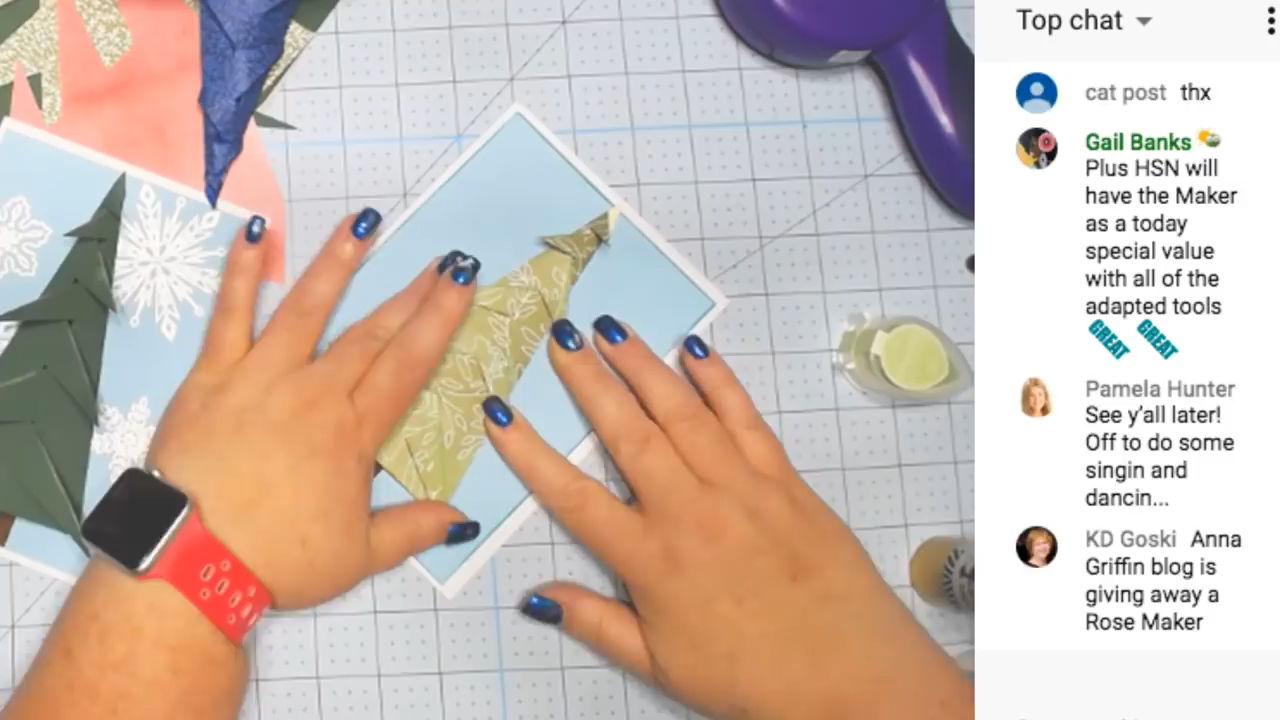 Top chat
cat post thx
Gail Banks
Plus HSN will
have the Maker
as a today
special value
with all of the
adapted tools
GREAT GREAT
Pamela Hunter
See y'all later!
Off to do some
singin and
dancin...
KD Goski Anna
Griffin blog is
giving away a
Rose Maker